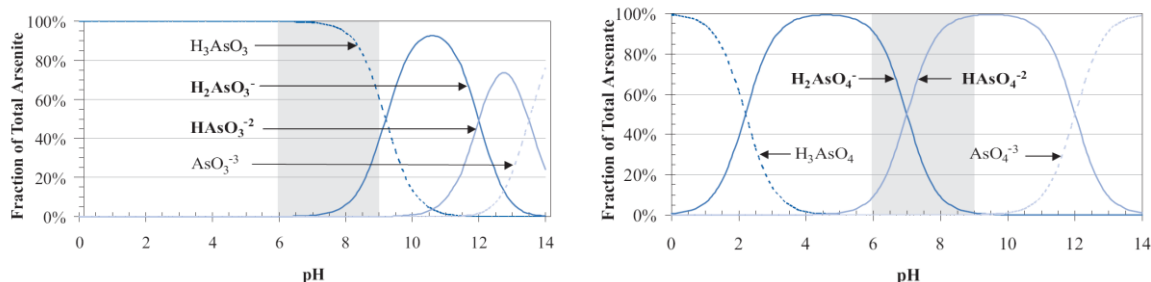 Fraction of Total Arsenite
100%
80%
60%
40%
20%
0%
H₃AsO₃
H₂AsO₃⁻
HAsO₃⁻²
AsO₃⁻³
0 2 4 6 8 10 12 14
pH
Fraction of Total Arsenate
100%
80%
60%
40%
20%
0%
H₂AsO₄⁻ HAsO₄⁻²
H₃AsO₄ AsO₄⁻³
0 2 4 6 8 10 12 14
pH